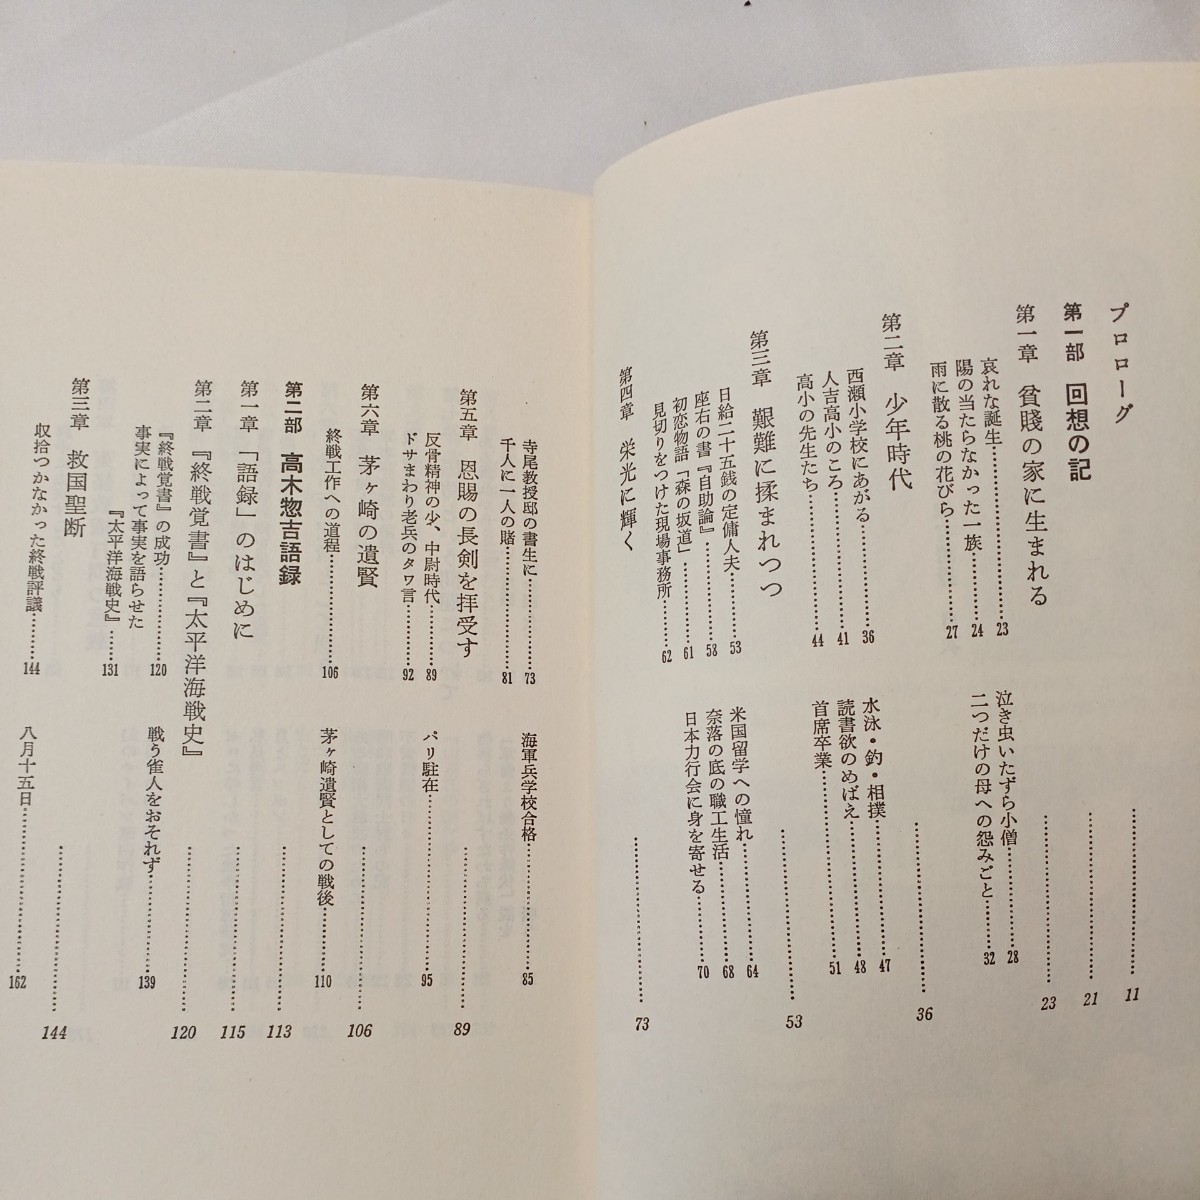 プロローグ……………………11
第一部 回想の記……………………21
第一章 貧賤の家に生まれる……………………23
哀れな誕生……………………23
陽の当たらなかった一族………24
雨に散る桃の花びら…………27
泣き虫いたずら小僧…………28
二つだけの母への怨みごと……32
第二章 少年時代……………………36
西瀬小学校にあがる…………36
人吉高小のころ……………41
高小の先生たち……………44
水泳・釣・相撲……………47
読書欲のめばえ……………48
首席卒業……………………51
第三章 艱難に揉まれつつ……………………53
日給二十五銭の定傭人夫……53
座右の書『自助論』…………58
初恋物語「森の坂道」………61
見切りをつけた現場事務所……62
米国留学への憧れ…………64
奈落の底の職工生活………68
日本力行会に身を寄せる……70
第四章 栄光に輝く……………………73
寺尾教授邸の書生に…………73
千人に一人の賭……………81
海軍兵学校合格……………85
第五章 恩賜の長剣を拝受す……………………89
反骨精神の少、中尉時代……89
ドサまわり老兵のタワ言……92
パリ駐在……………………95
第六章 茅ヶ崎の遺賢……………………106
終戦工作への道程…………106
茅ヶ崎遺賢としての戦後……110
第二部 高木惣吉語録……………………113
第一章 「語録」のはじめに……………………115
第二章 『終戦覚書』と『太平洋海戦史』……………………120
『終戦覚書』の成功…………120
事実によって事実を語らせた
『太平洋海戦史』……131
戦う雀人をおそれず…………139
第三章 救国聖断……………………144
収拾つかなかった終戦評議……144
八月十五日……………………162